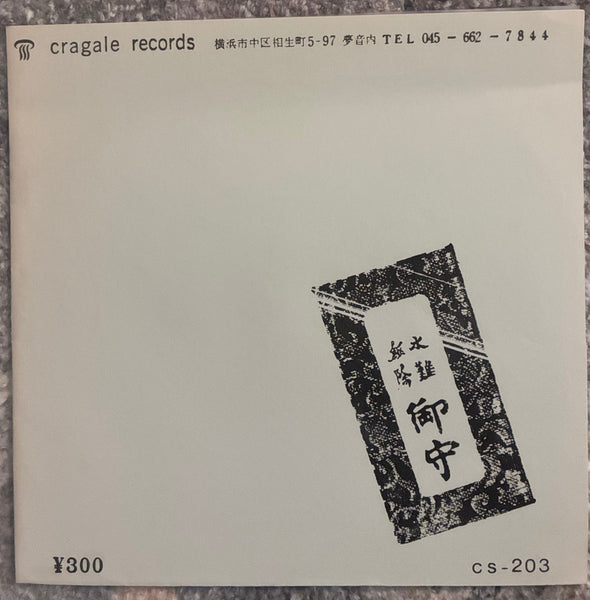 cragale records 横浜市中区相生町5-97 夢音内 TEL 045-662-7844
水難
厄除
御守
¥300
CS-203